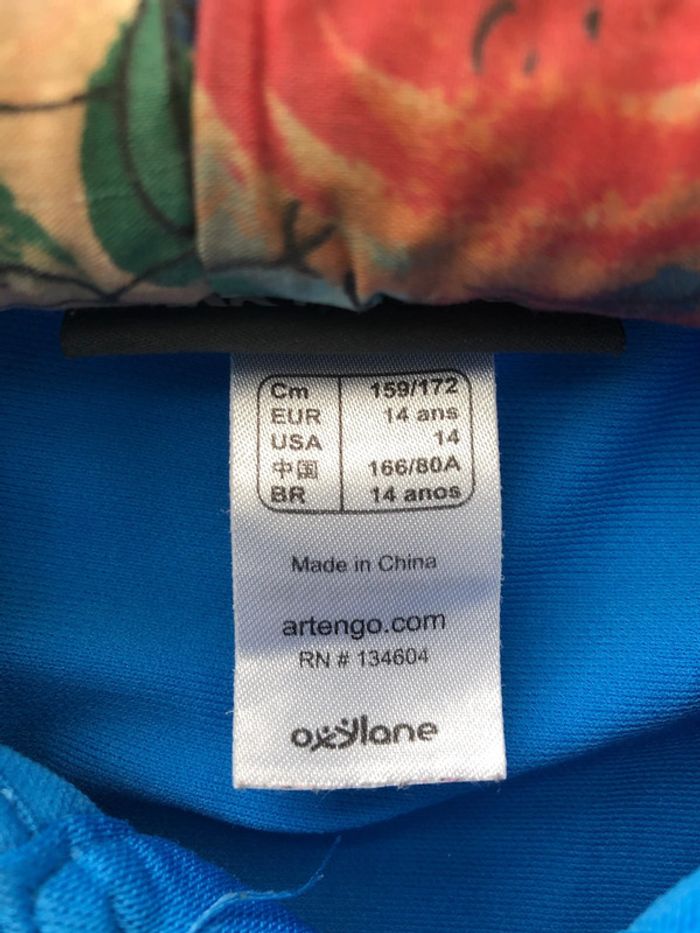 Cm 159/172
EUR 14 ans
USA 14
中国 166/80A
BR 14 anos
Made in China
artengo.com
RN # 134604
oxylane